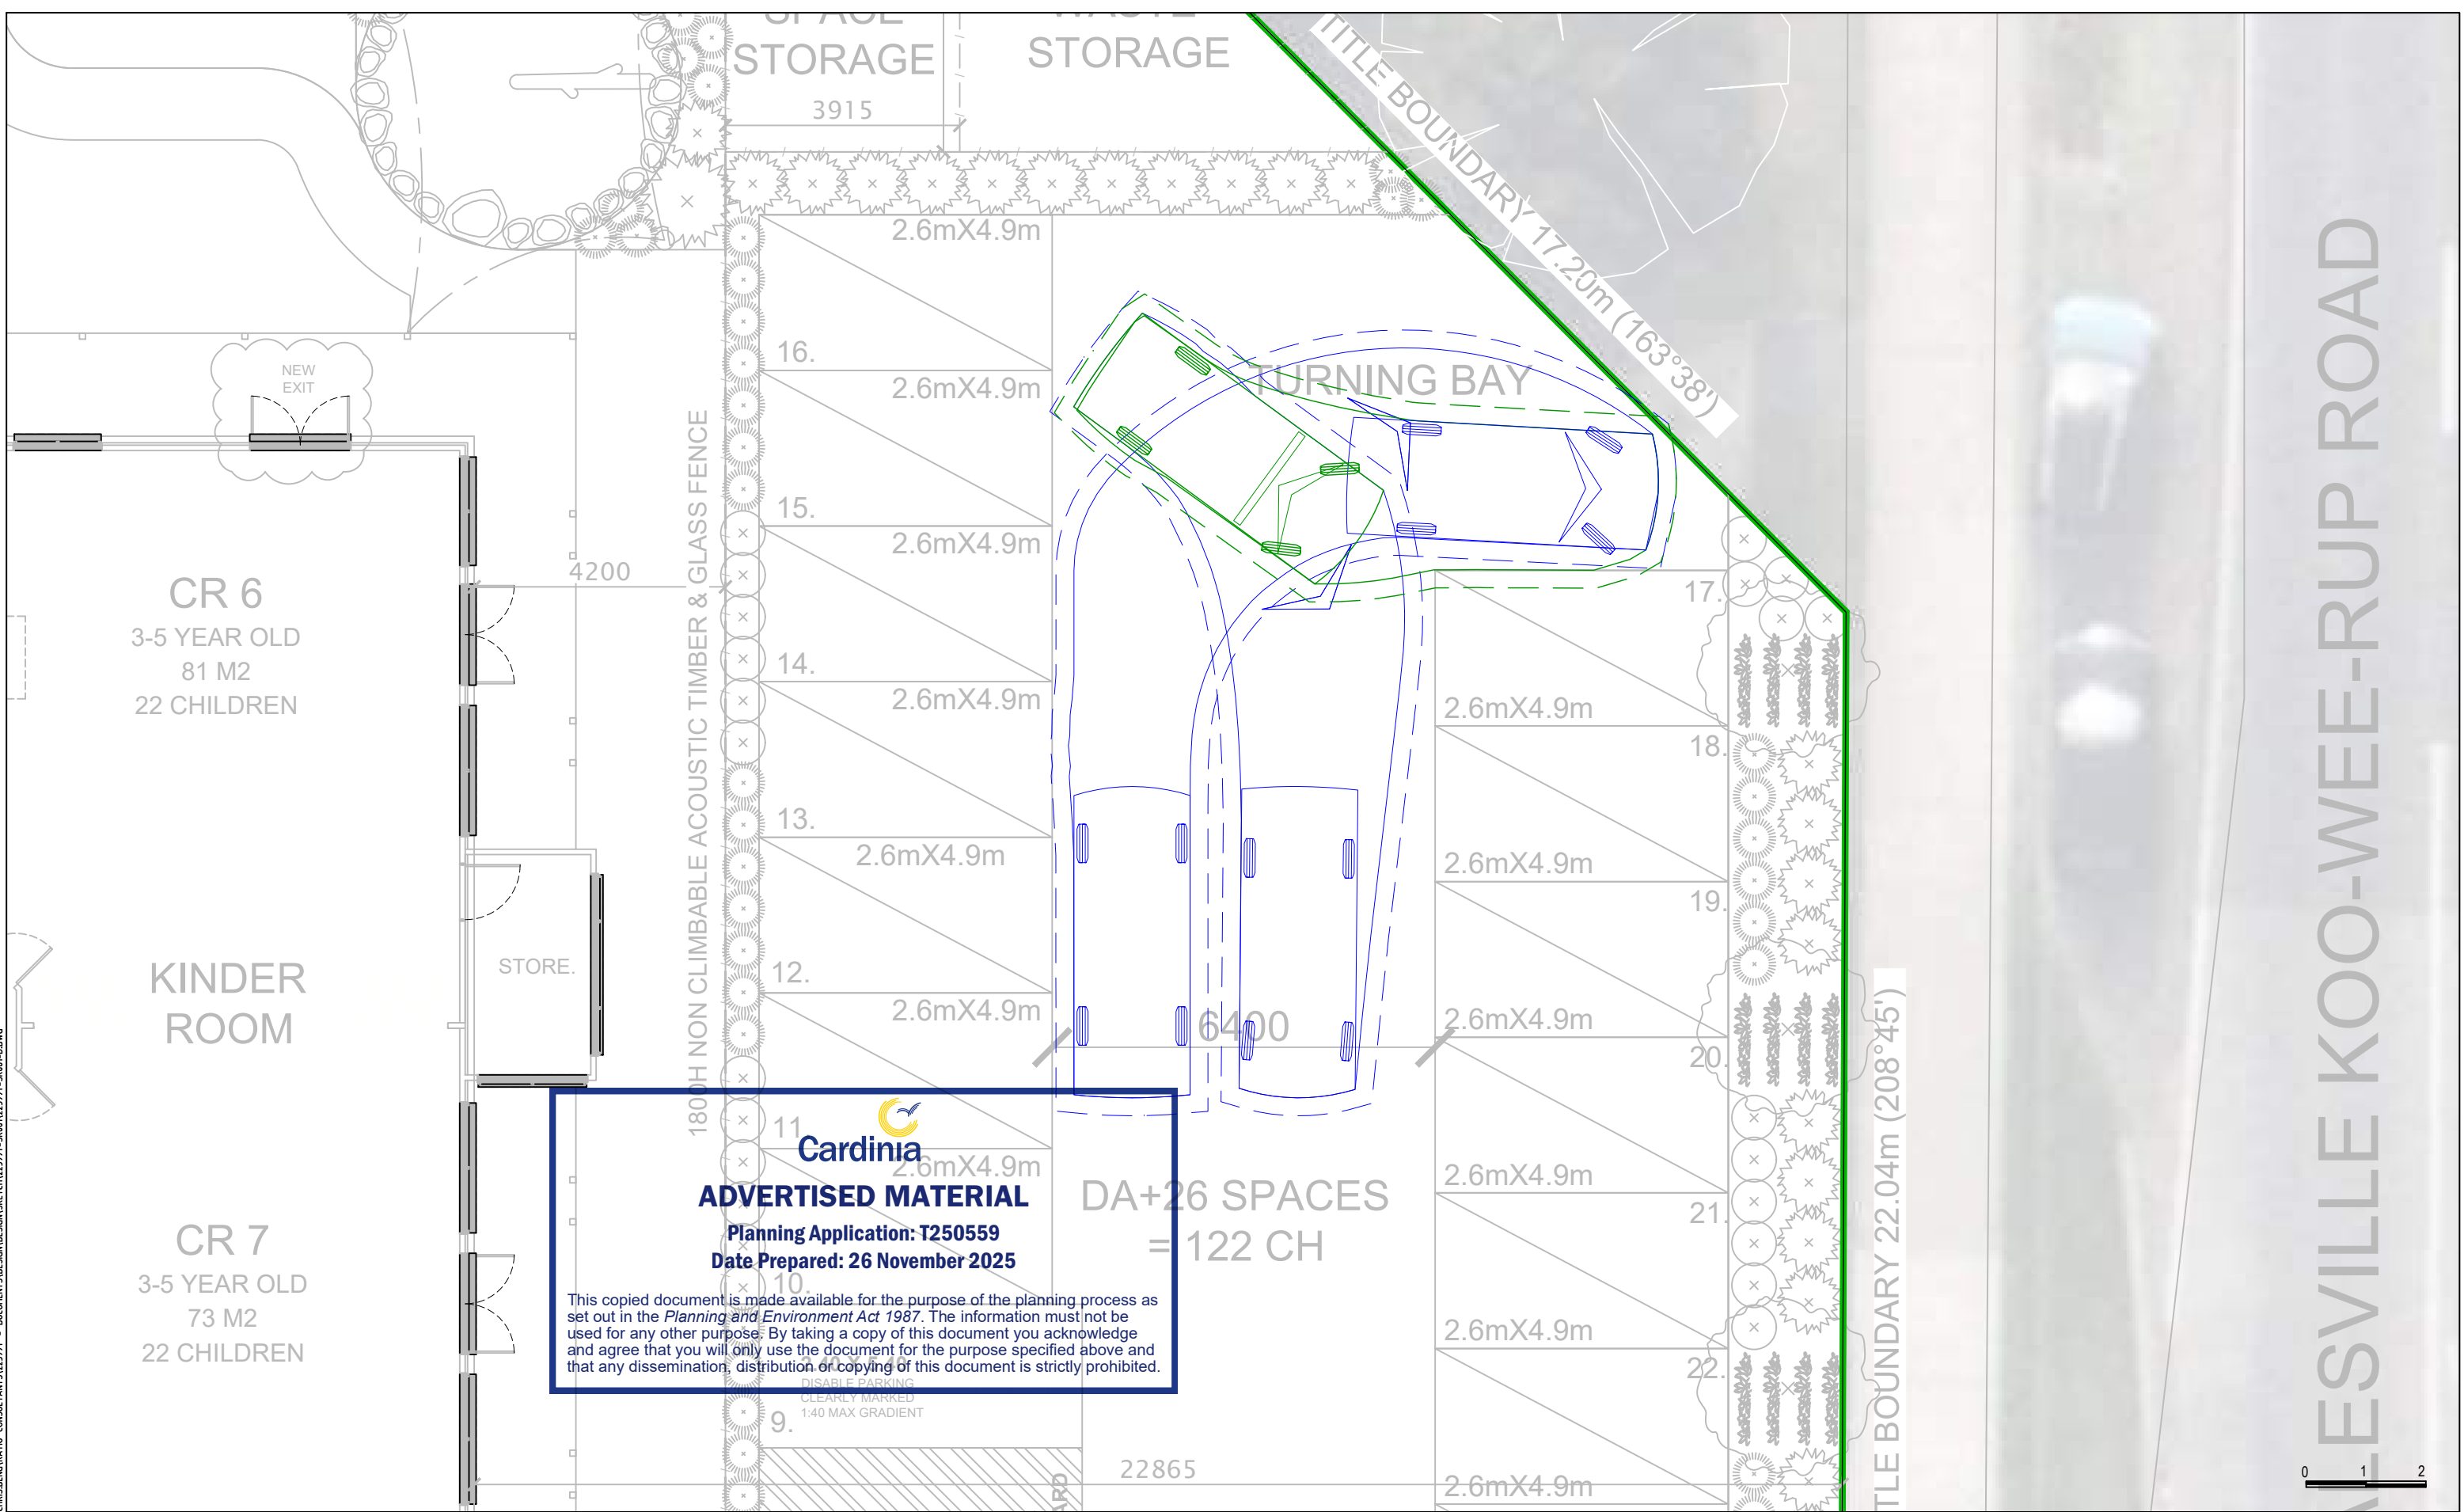 SPACE
STORAGE
WASTE
STORAGE
3915
TITLE BOUNDARY 17.20m (163°38')
2.6mX4.9m
16.
2.6mX4.9m
TURNING BAY
NEW
EXIT
15.
2.6mX4.9m
4200
1800H NON CLIMBABLE ACOUSTIC TIMBER & GLASS FENCE
CR 6
3-5 YEAR OLD
81 M2
22 CHILDREN
17.
14.
2.6mX4.9m
2.6mX4.9m
18.
13.
2.6mX4.9m
2.6mX4.9m
19.
KINDER
ROOM
STORE.
12.
2.6mX4.9m
6400
2.6mX4.9m
20.
11
2.6mX4.9m
DA+26 SPACES
= 122 CH
2.6mX4.9m
21.
TLE BOUNDARY 22.04m (208°45')
ALESVILLE KOO-WEE-RUP ROAD
CR 7
3-5 YEAR OLD
73 M2
22 CHILDREN
Cardinia
ADVERTISED MATERIAL
Planning Application: T250559
Date Prepared: 26 November 2025
10.
This copied document is made available for the purpose of the planning process as
set out in the Planning and Environment Act 1987. The information must not be
used for any other purpose. By taking a copy of this document you acknowledge
and agree that you will only use the document for the purpose specified above and
that any dissemination, distribution or copying of this document is strictly prohibited.
2.6mX4.9m
22.
DISABLE PARKING
CLEARLY MARKED
1:40 MAX GRADIENT
9.
22865
ARD
2.6mX4.9m
0 1 2